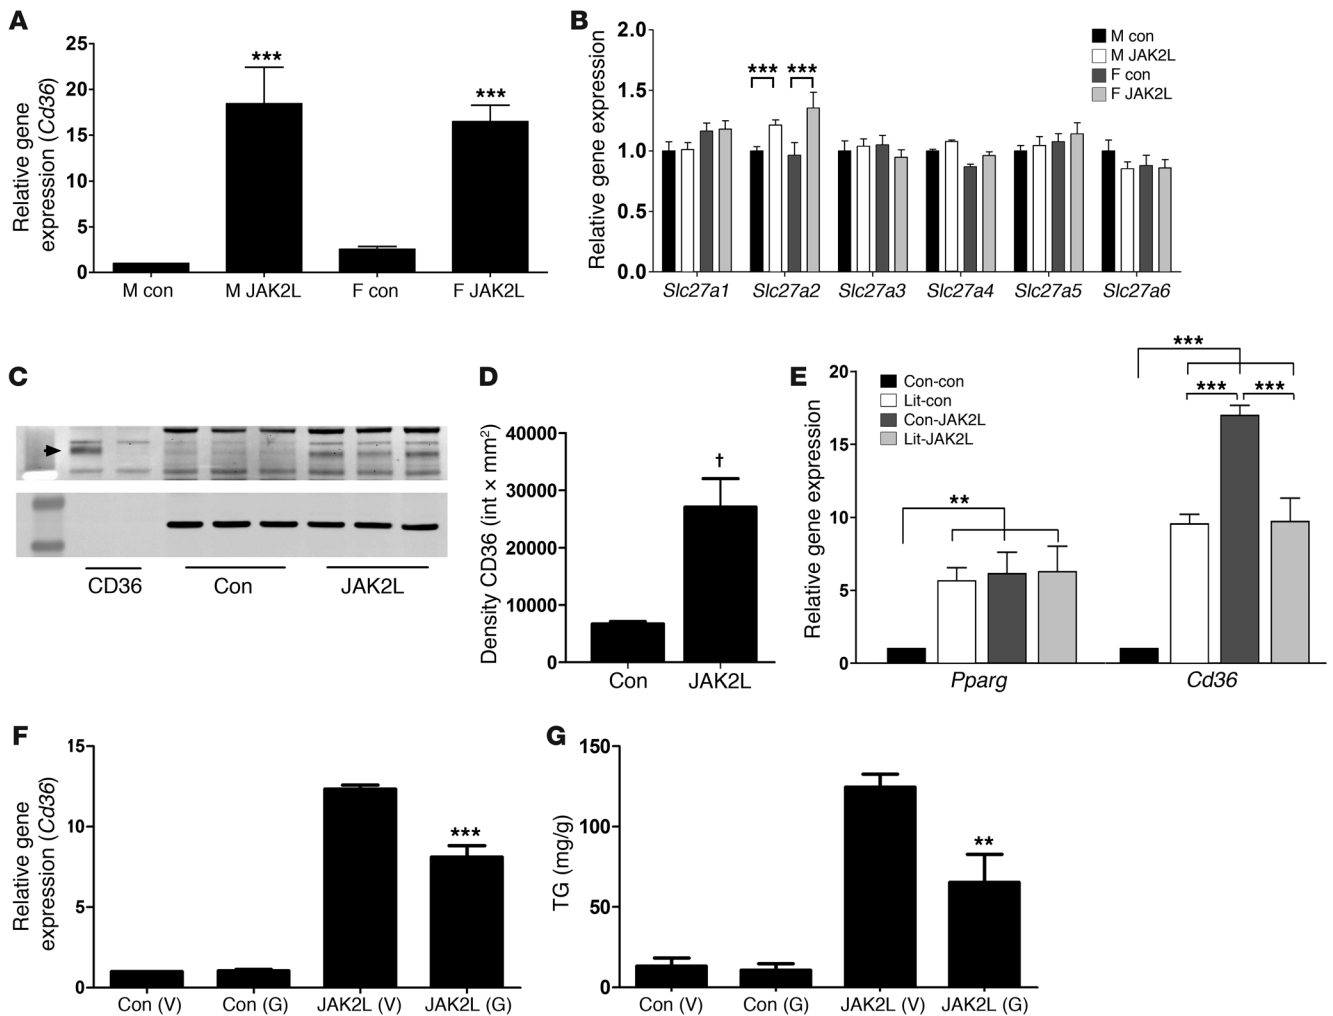 A
Relative gene
expression (Cd36)
25
20
15
10
5
0
***
***
M con
M JAK2L
F con
F JAK2L
B
Relative gene expression
2.0
1.5
1.0
0.5
0.0
*** ***
M con
M JAK2L
F con
F JAK2L
Slc27a1
Slc27a2
Slc27a3
Slc27a4
Slc27a5
Slc27a6
C
CD36
Con
JAK2L
D
Density CD36 (int × mm²)
40000
30000
20000
10000
0
†
Con
JAK2L
E
Relative gene expression
20
15
10
5
0
Con-con
Lit-con
Con-JAK2L
Lit-JAK2L
**
***
*** ***
Pparg
Cd36
F
Relative gene
expression (Cd36)
15
10
5
0
***
Con (V)
Con (G)
JAK2L (V)
JAK2L (G)
G
TG (mg/g)
150
100
50
0
**
Con (V)
Con (G)
JAK2L (V)
JAK2L (G)